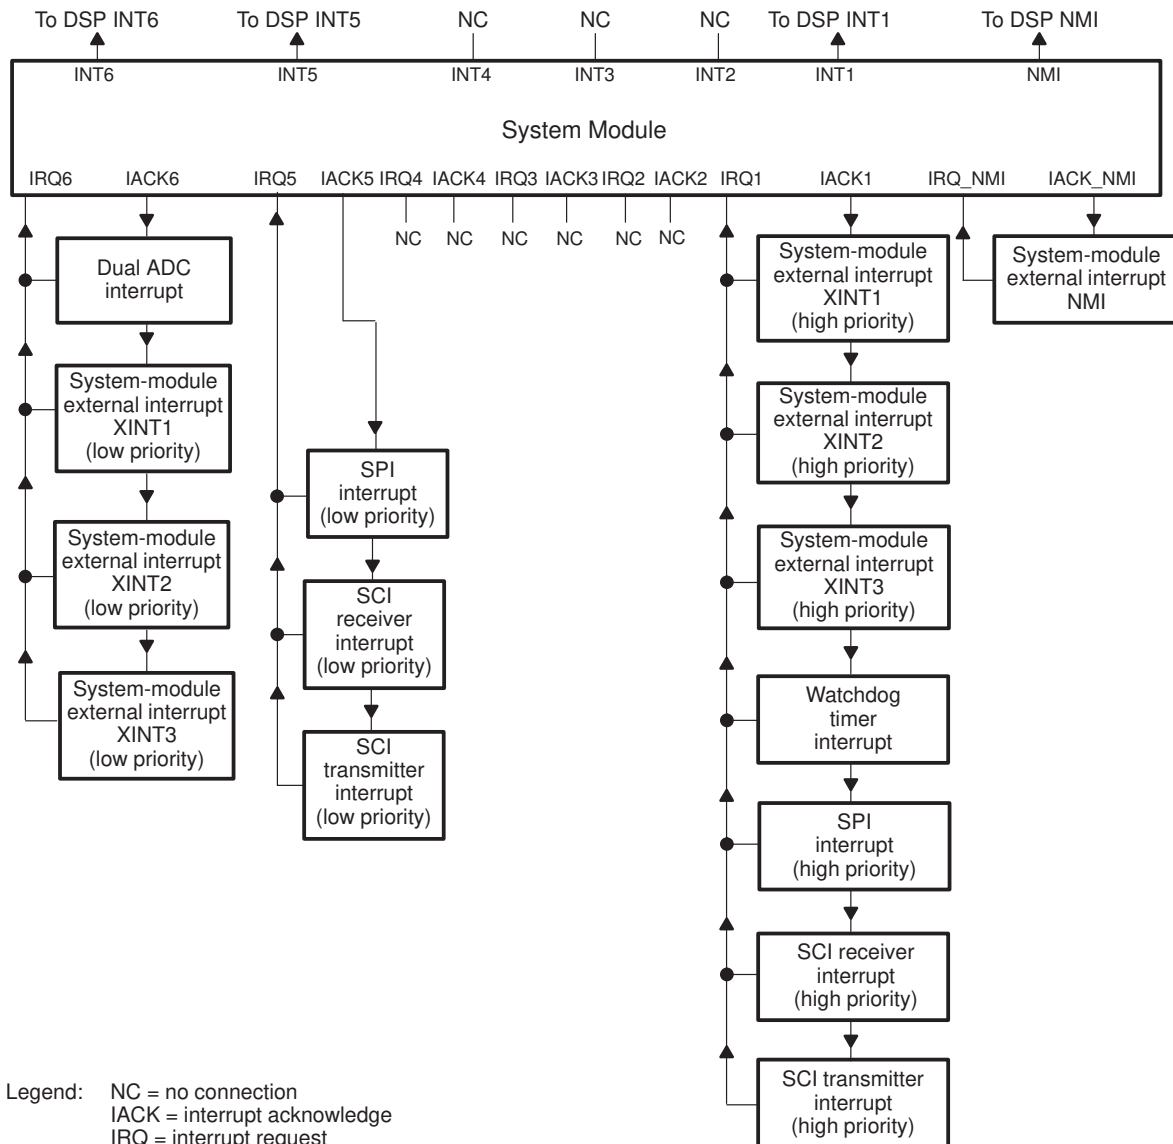 To DSP INT6
To DSP INT5
NC
NC
NC
To DSP INT1
To DSP NMI
INT6
INT5
INT4
INT3
INT2
INT1
NMI
System Module
IRQ6
IACK6
IRQ5
IACK5
IRQ4
IACK4
IRQ3
IACK3
IRQ2
IACK2
IRQ1
IACK1
IRQ_NMI
IACK_NMI
NC
NC
NC
NC
NC
NC
Dual ADC
interrupt
System-module
external interrupt
XINT1
(low priority)
System-module
external interrupt
XINT2
(low priority)
System-module
external interrupt
XINT3
(low priority)
SPI
interrupt
(low priority)
SCI
receiver
interrupt
(low priority)
SCI
transmitter
interrupt
(low priority)
System-module
external interrupt
XINT1
(high priority)
System-module
external interrupt
XINT2
(high priority)
System-module
external interrupt
XINT3
(high priority)
Watchdog
timer
interrupt
SPI
interrupt
(high priority)
SCI receiver
interrupt
(high priority)
SCI transmitter
interrupt
(high priority)
System-module
external interrupt
NMI
Legend: NC = no connection
IACK = interrupt acknowledge
IRQ = interrupt request